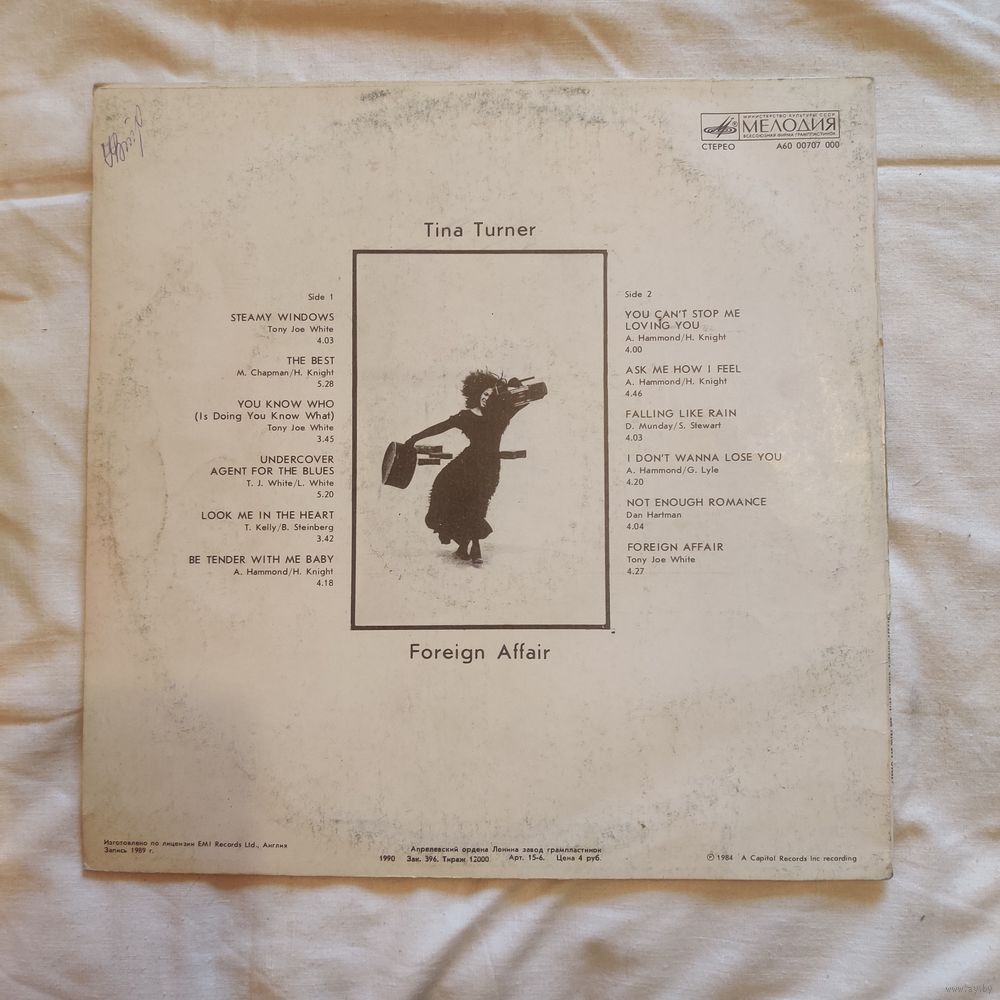 МИНИСТЕРСТВО КУЛЬТУРЫ СССР
МЕЛОДИЯ
ВСЕСОЮЗНАЯ ФИРМА ГРАМПЛАСТИНОК
СТЕРЕО A60 00707 000
Tina Turner
Side 1
STEAMY WINDOWS
Tony Joe White
4.03
THE BEST
M. Chapman/H. Knight
5.28
YOU KNOW WHO
(Is Doing You Know What)
Tony Joe White
3.45
UNDERCOVER
AGENT FOR THE BLUES
T. J. White/L. White
5.20
LOOK ME IN THE HEART
T. Kelly/B. Steinberg
3.42
BE TENDER WITH ME BABY
A. Hammond/H. Knight
4.18
Side 2
YOU CAN'T STOP ME
LOVING YOU
A. Hammond/H. Knight
4.00
ASK ME HOW I FEEL
A. Hammond/H. Knight
4.46
FALLING LIKE RAIN
D. Munday/S. Stewart
4.03
I DON'T WANNA LOSE YOU
A. Hammond/G. Lyle
4.20
NOT ENOUGH ROMANCE
Dan Hartman
4.04
FOREIGN AFFAIR
Tony Joe White
4.27
Foreign Affair
Изготовлено по лицензии EMI Records Ltd., Англия
Запись 1989 г.
Апрелевский ордена Ленина завод грампластинок
1990 Зак. 396. Тираж 12000 Арт. 15-6. Цена 4 руб.
Ⓟ 1984 A Capitol Records Inc recording
www.ay.by